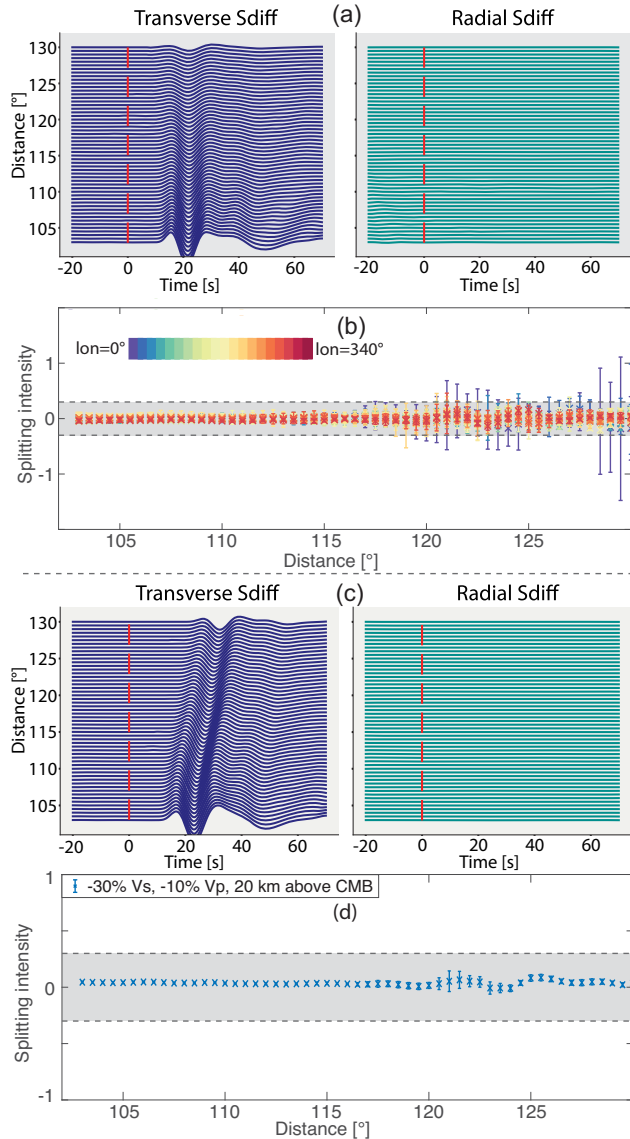 Transverse Sdiff
(a)
Radial Sdiff
Distance [°]
130
125
120
115
110
105
-20 0 20 40 60
Time [s]
-20 0 20 40 60
Time [s]
(b)
lon=0°
lon=340°
Splitting intensity
1
0
-1
105 110 115 120 125
Distance [°]
Transverse Sdiff
(c)
Radial Sdiff
Distance [°]
130
125
120
115
110
105
-20 0 20 40 60
Time [s]
-20 0 20 40 60
Time [s]
-30% Vs, -10% Vp, 20 km above CMB
(d)
Splitting intensity
1
0
-1
105 110 115 120 125
Distance [°]